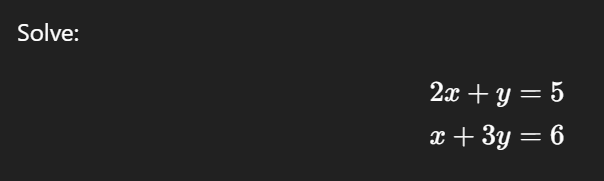 Solve:
2x + y = 5
x + 3y = 6